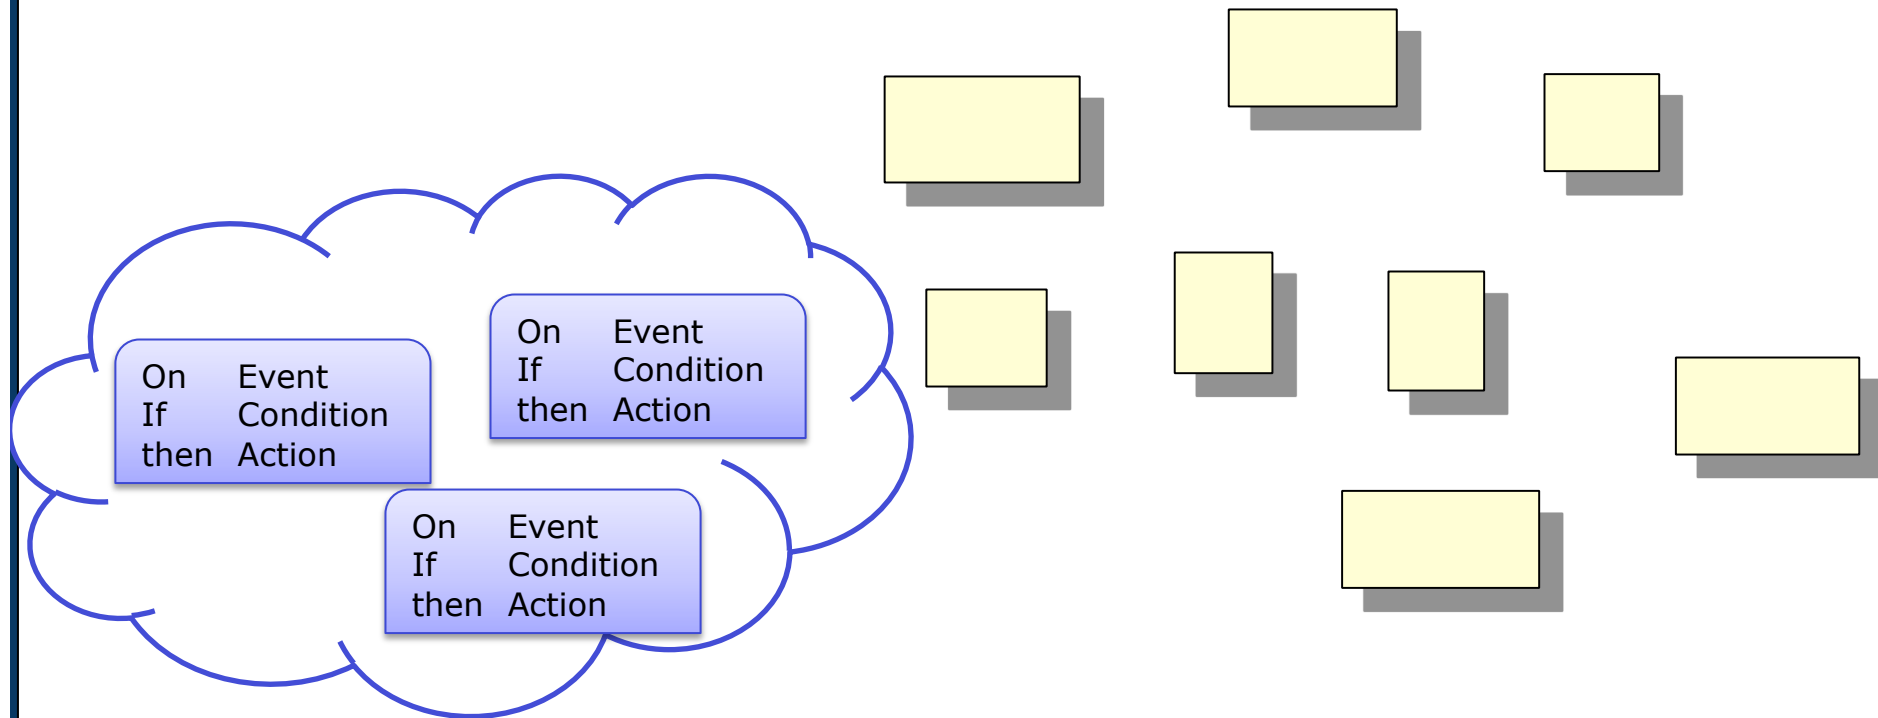 On Event
If Condition
then Action
On Event
If Condition
then Action
On Event
If Condition
then Action